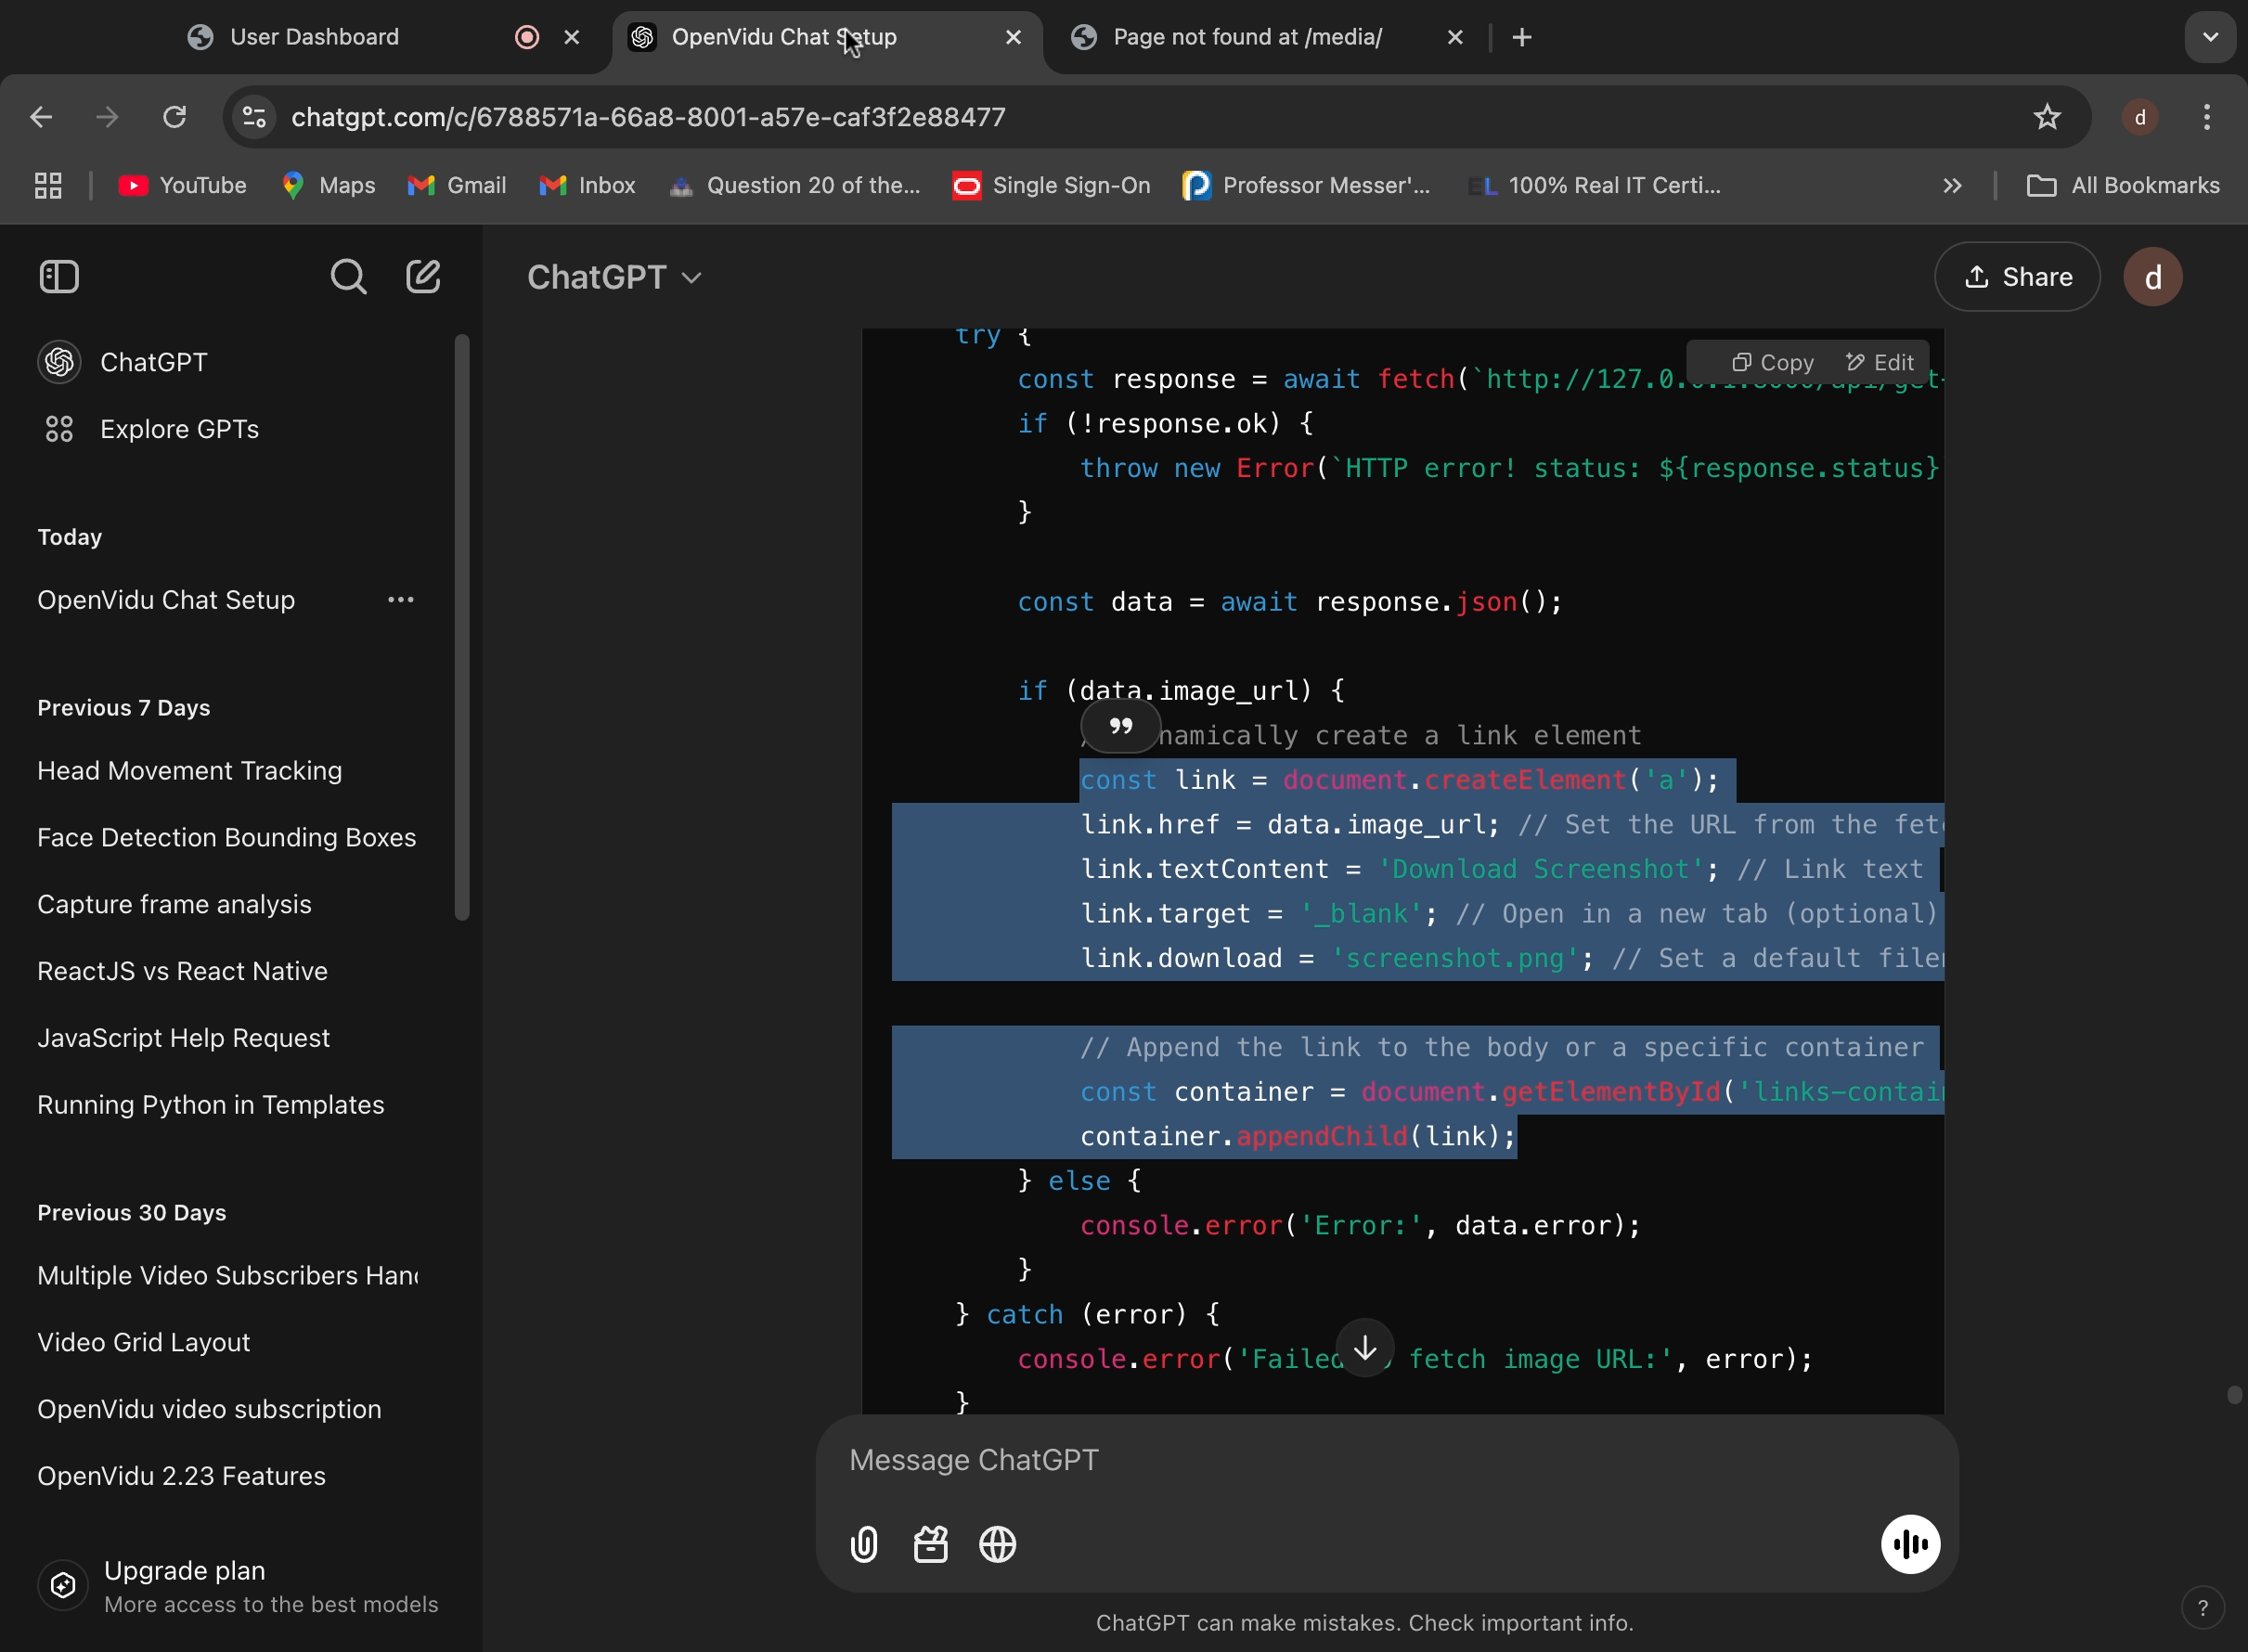 User Dashboard
OpenVidu Chat Setup
Page not found at /media/
chatgpt.com/c/6788571a-66a8-8001-a57e-caf3f2e88477
d
YouTube
Maps
Gmail
Inbox
Question 20 of the...
Single Sign-On
Professor Messer'...
EL 100% Real IT Certi...
All Bookmarks
ChatGPT
Share
d
ChatGPT
Explore GPTs
Today
OpenVidu Chat Setup
Previous 7 Days
Head Movement Tracking
Face Detection Bounding Boxes
Capture frame analysis
ReactJS vs React Native
JavaScript Help Request
Running Python in Templates
Previous 30 Days
Multiple Video Subscribers Han
Video Grid Layout
OpenVidu video subscription
OpenVidu 2.23 Features
Upgrade plan
More access to the best models
Copy
Edit
try {
const response = await fetch(`http://127.0.
if (!response.ok) {
throw new Error(`HTTP error! status: ${response.status}
}
const data = await response.json();
if (data.image_url) {
namically create a link element
const link = document.createElement('a');
link.href = data.image_url; // Set the URL from the fet
link.textContent = 'Download Screenshot'; // Link text
link.target = '_blank'; // Open in a new tab (optional)
link.download = 'screenshot.png'; // Set a default file
// Append the link to the body or a specific container
const container = document.getElementById('links-contai
container.appendChild(link);
} else {
console.error('Error:', data.error);
}
} catch (error) {
console.error('Failed fetch image URL:', error);
}
Message ChatGPT
ChatGPT can make mistakes. Check important info.
?